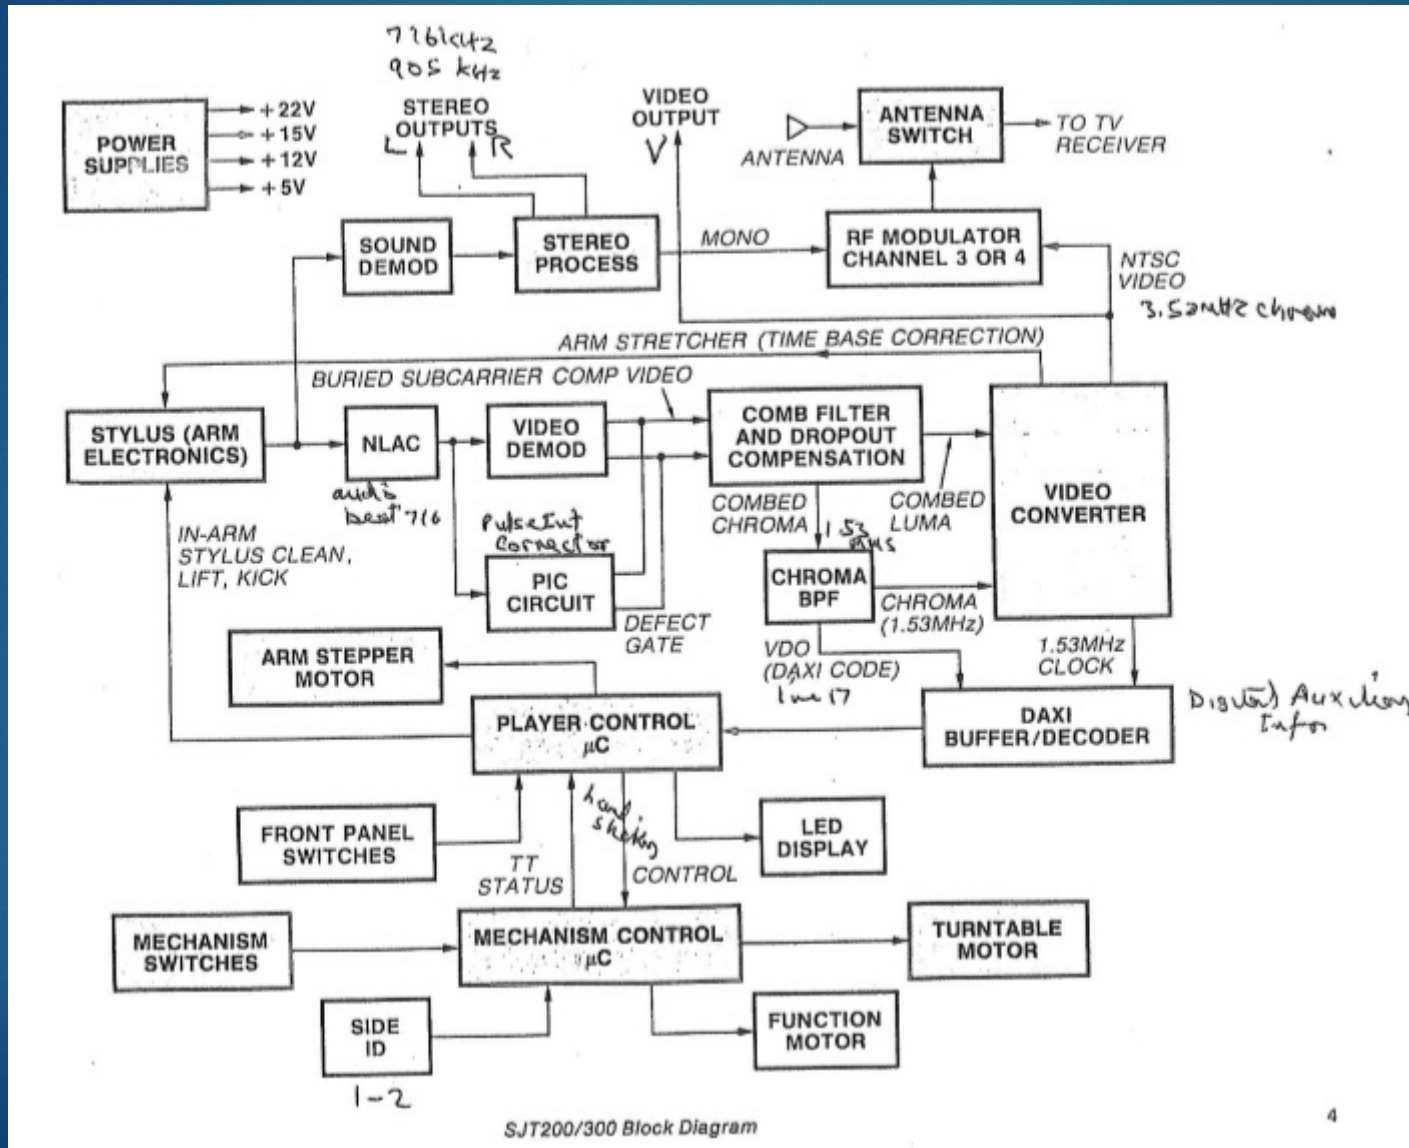 716kHz
905 kHz
STEREO
OUTPUTS
L R
VIDEO
OUTPUT
V
POWER
SUPPLIES
+22V
+15V
+12V
+5V
ANTENNA
ANTENNA
SWITCH
TO TV
RECEIVER
SOUND
DEMOD
STEREO
PROCESS
MONO
RF MODULATOR
CHANNEL 3 OR 4
NTSC
VIDEO
ARM STRETCHER (TIME BASE CORRECTION)
BURIED SUBCARRIER COMP VIDEO
STYLUS (ARM
ELECTRONICS)
NLAC
audio
beat 716
VIDEO
DEMOD
COMB FILTER
AND DROPOUT
COMPENSATION
VIDEO
CONVERTER
COMBED
CHROMA
1.53
COMBED
LUMA
IN-ARM
STYLUS CLEAN,
LIFT, KICK
Pulse Int
Corrector
PIC
CIRCUIT
DEFECT
GATE
CHROMA
BPF
CHROMA
(1.53MHz)
VDO
(DAXI CODE)
line 17
1.53MHz
CLOCK
ARM STEPPER
MOTOR
PLAYER CONTROL
μC
DAXI
BUFFER/DECODER
Digital Auxiliary
Infor
FRONT PANEL
SWITCHES
TT
STATUS
hand
shaking
CONTROL
LED
DISPLAY
MECHANISM
SWITCHES
MECHANISM CONTROL
μC
TURNTABLE
MOTOR
SIDE
ID
1-2
FUNCTION
MOTOR
SJT200/300 Block Diagram
4